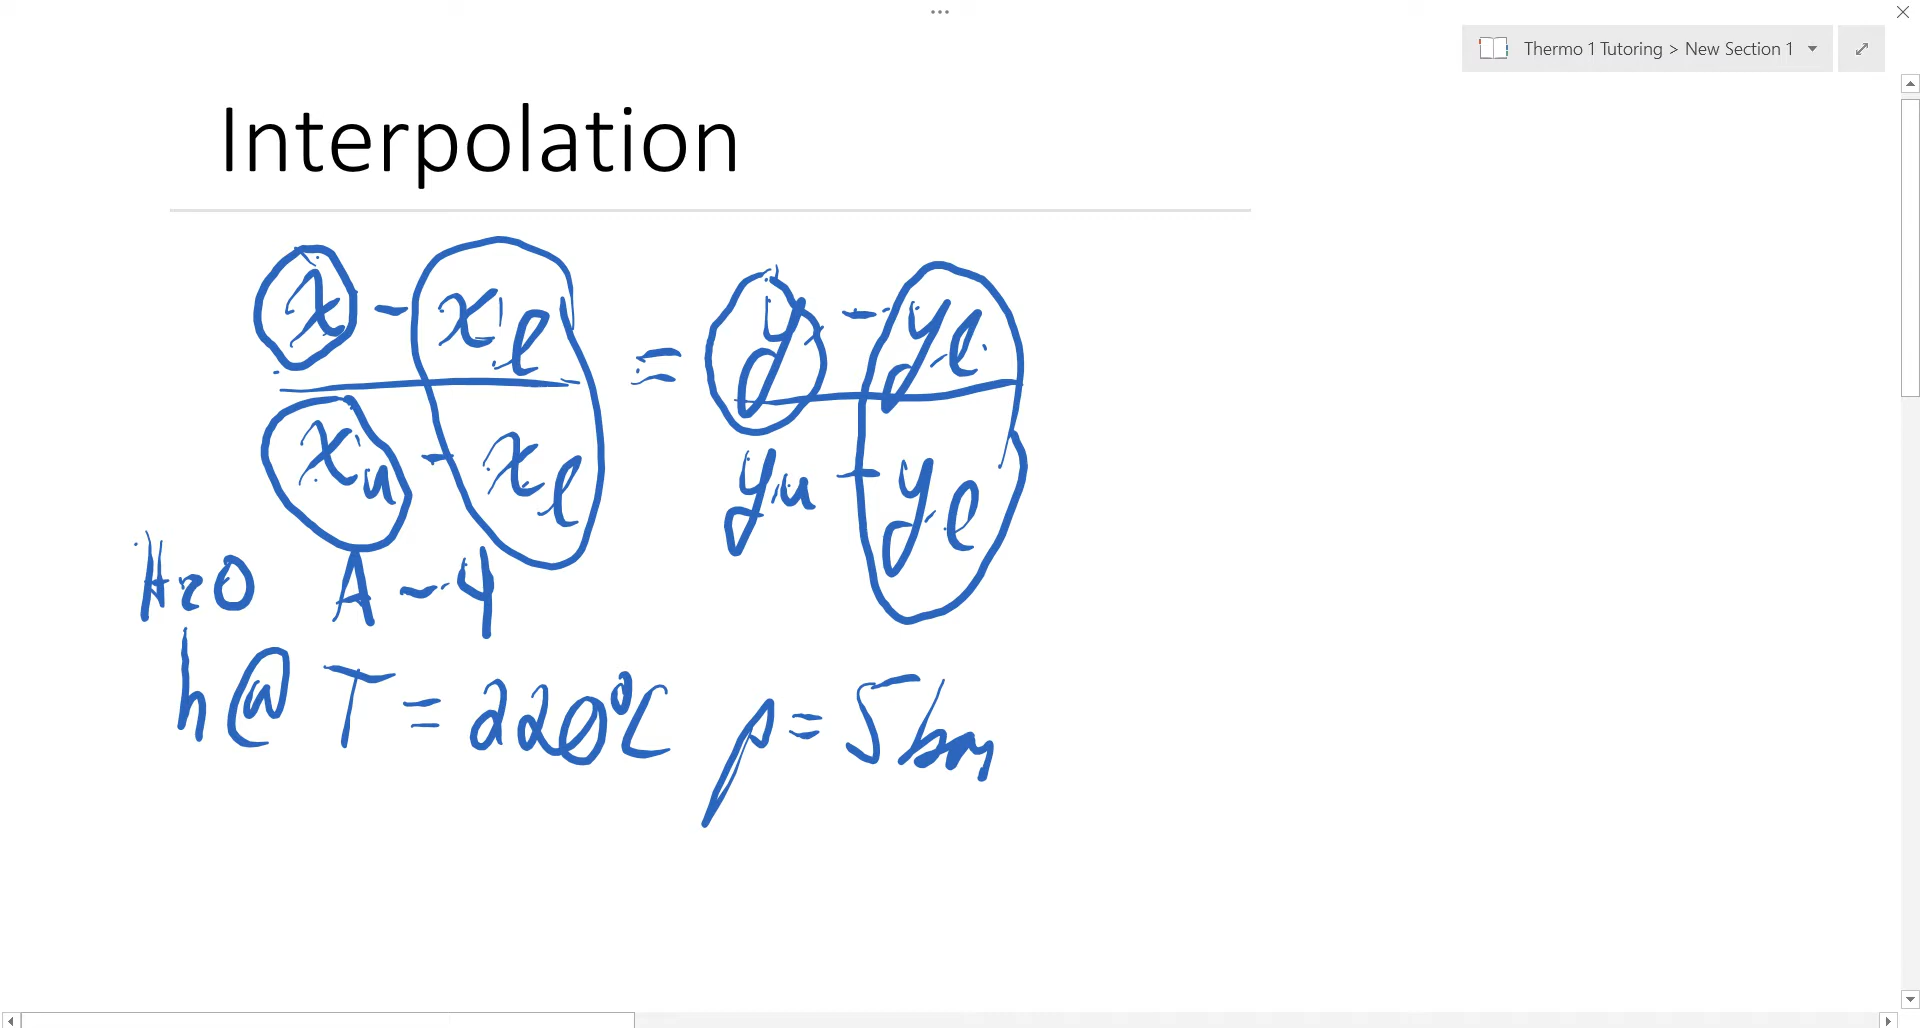 Thermo 1 Tutoring > New Section 1
Interpolation
x - xl / xu - xl = y - yl / yu - yl
H2O A-4
h @ T = 220°C p = 5 bar